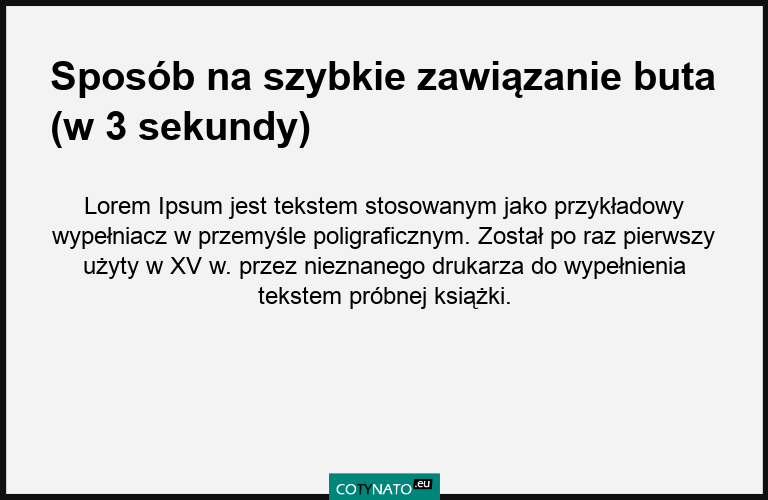 Sposób na szybkie zawiązanie buta
(w 3 sekundy)
Lorem Ipsum jest tekstem stosowanym jako przykładowy
wypełniacz w przemyśle poligraficznym. Został po raz pierwszy
użyty w XV w. przez nieznanego drukarza do wypełnienia
tekstem próbnej książki.
COTYNATO.eu